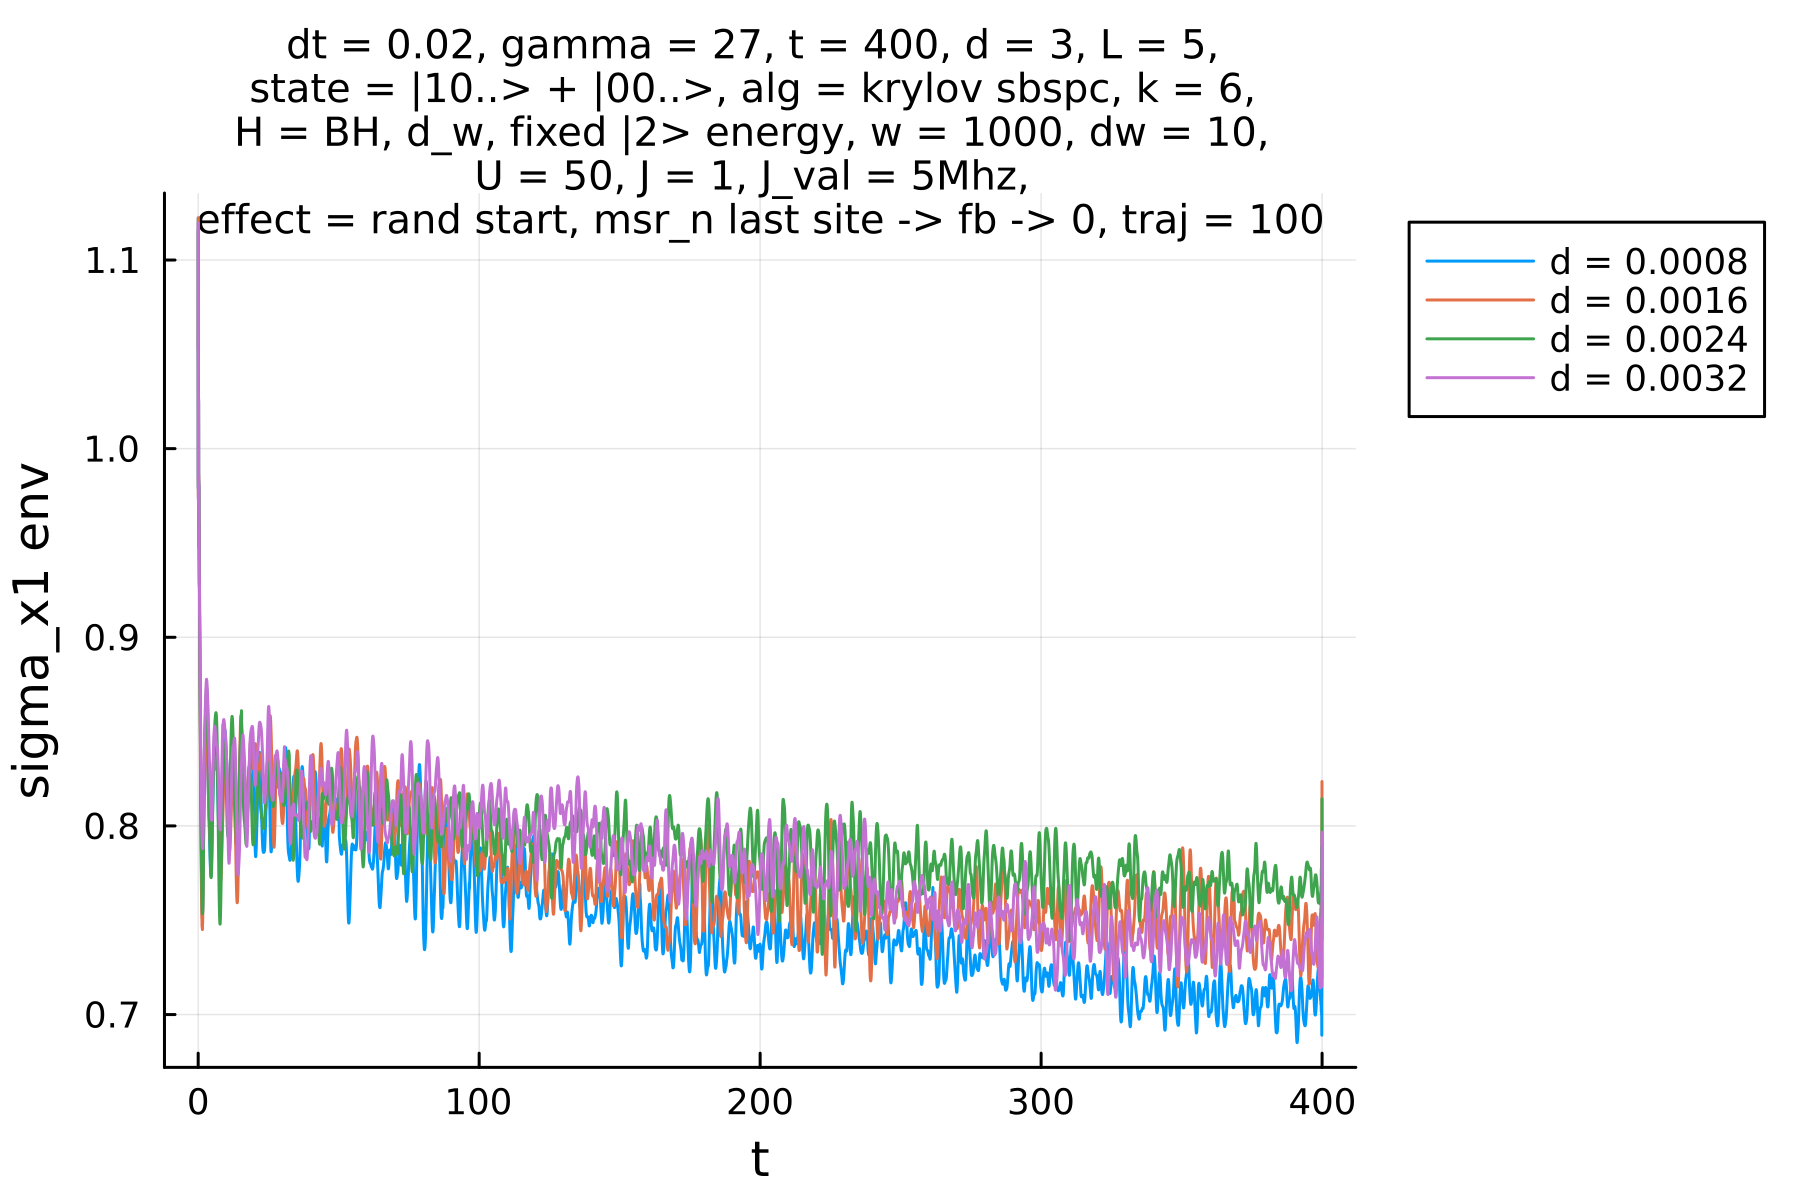 dt = 0.02, gamma = 27, t = 400, d = 3, L = 5,
state = |10..> + |00..>, alg = krylov sbspc, k = 6,
H = BH, d_w, fixed |2> energy, w = 1000, dw = 10,
U = 50, J = 1, J_val = 5Mhz,
effect = rand start, msr_n last site -> fb -> 0, traj = 100
d = 0.0008
d = 0.0016
d = 0.0024
d = 0.0032
sigma_x1 env
1.1
1.0
0.9
0.8
0.7
0 100 200 300 400
t